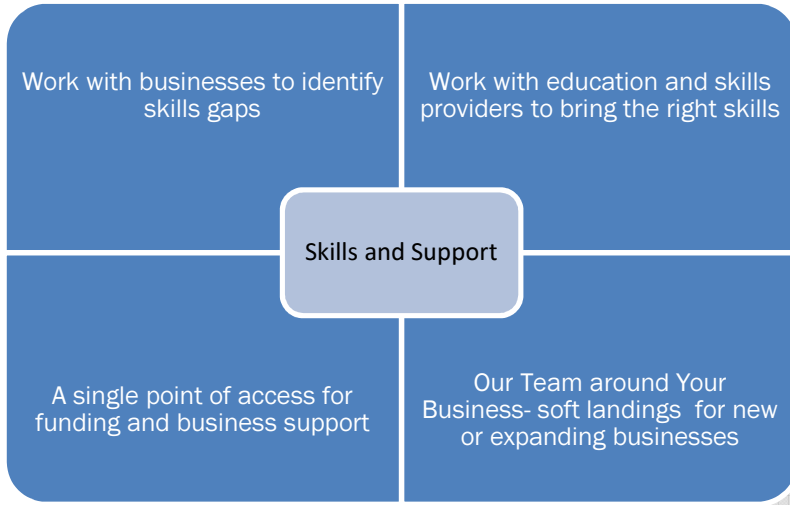 Work with businesses to identify
skills gaps
Work with education and skills
providers to bring the right skills
Skills and Support
A single point of access for
funding and business support
Our Team around Your
Business- soft landings  for new
or expanding businesses